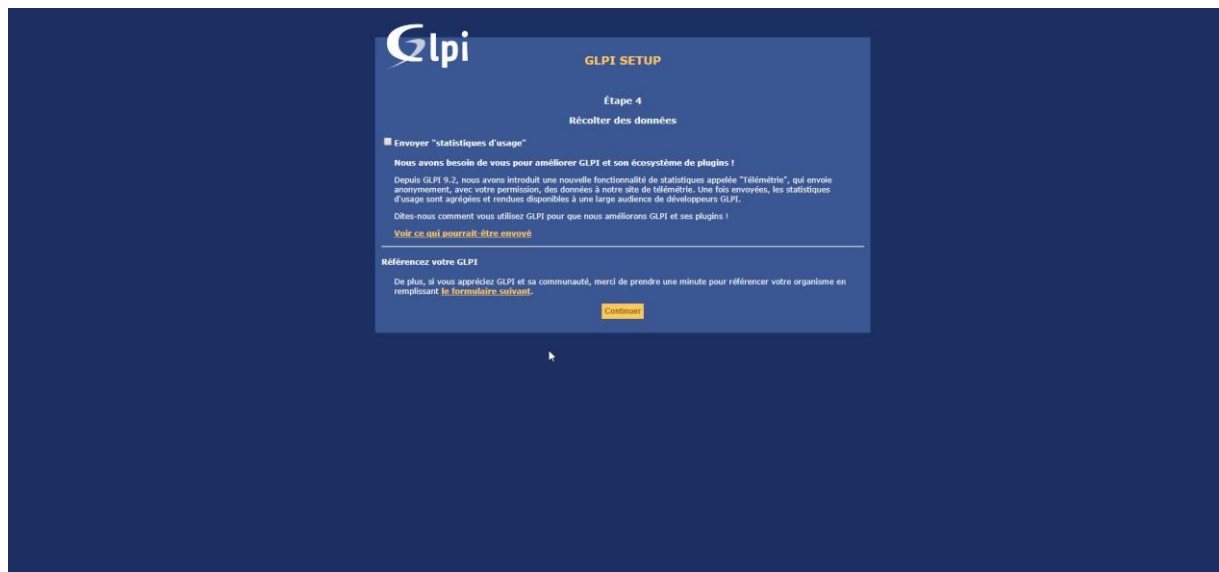 Glpi
GLPI SETUP
Étape 4
Récolter des données
Envoyer "statistiques d'usage"
Nous avons besoin de vous pour améliorer GLPI et son écosystème de plugins !
Depuis GLPI 9.2, nous avons introduit une nouvelle fonctionnalité de statistiques appelée "Télémétrie", qui envoie
anonymement, avec votre permission, des données à notre site de télémétrie. Une fois envoyées, les statistiques
d'usage sont agrégées et rendues disponibles à une large audience de développeurs GLPI.
Dites-nous comment vous utilisez GLPI pour que nous améliorons GLPI et ses plugins !
Voir ce qui pourrait-être envoyé
Référencez votre GLPI
De plus, si vous appréciez GLPI et sa communauté, merci de prendre une minute pour référencer votre organisme en
remplissant le formulaire suivant.
Continuer